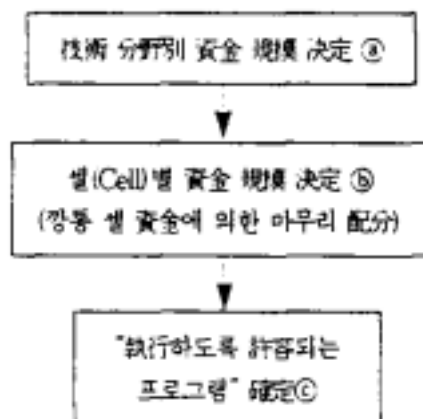 技術 分野別 資金 規模 決定 ⓐ
셀(Cell)별 資金 規模 決定 ⓑ
(깡통 셀 資金에 의한 마무리 配分)
"執行하도록 許容되는
프로그램" 確定ⓒ